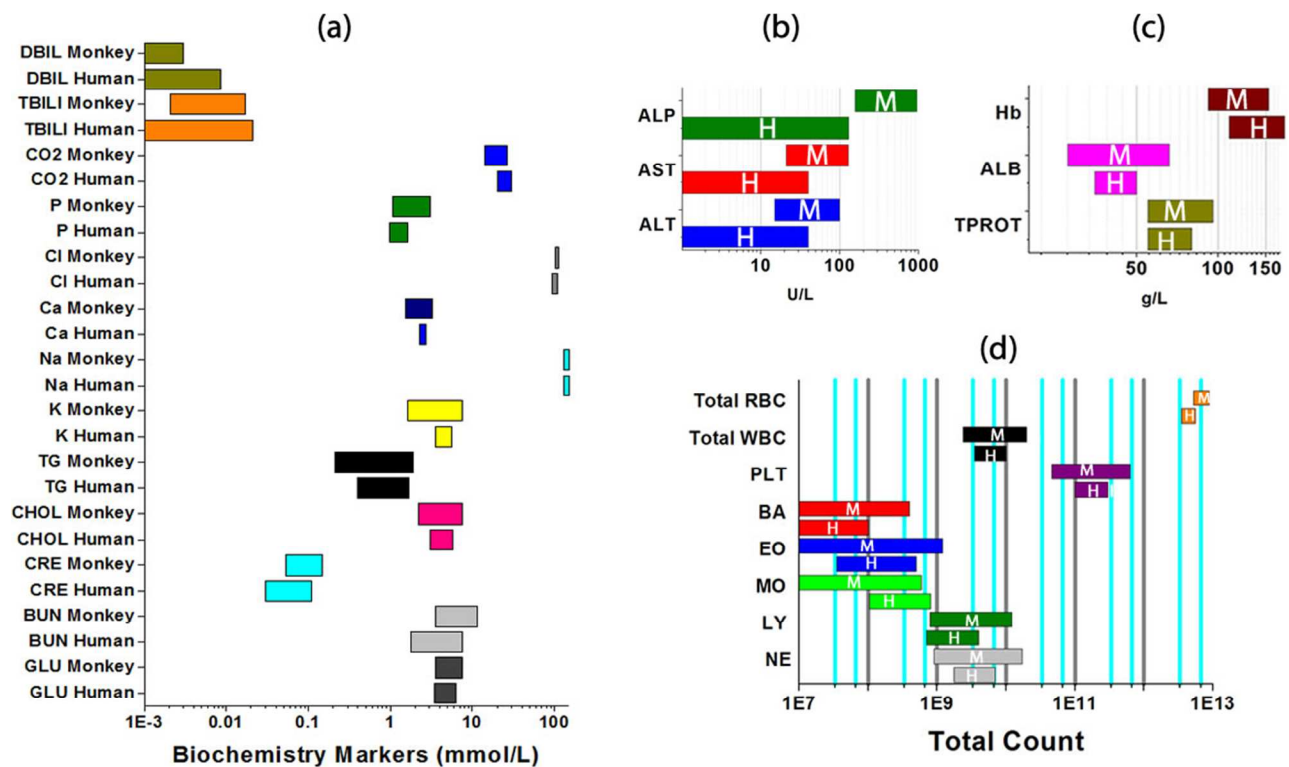 (a)
DBIL Monkey
DBIL Human
TBILI Monkey
TBILI Human
CO2 Monkey
CO2 Human
P Monkey
P Human
Cl Monkey
Cl Human
Ca Monkey
Ca Human
Na Monkey
Na Human
K Monkey
K Human
TG Monkey
TG Human
CHOL Monkey
CHOL Human
CRE Monkey
CRE Human
BUN Monkey
BUN Human
GLU Monkey
GLU Human
1E-3 0.01 0.1 1 10 100
Biochemistry Markers (mmol/L)
(b)
ALP M
H
AST M
H
ALT M
H
10 100 1000
U/L
(c)
Hb M
H
ALB M
H
TPROT M
H
50 100 150
g/L
(d)
Total RBC M
H
Total WBC M
H
PLT M
H
BA M
H
EO M
H
MO M
H
LY M
H
NE M
H
1E7 1E9 1E11 1E13
Total Count